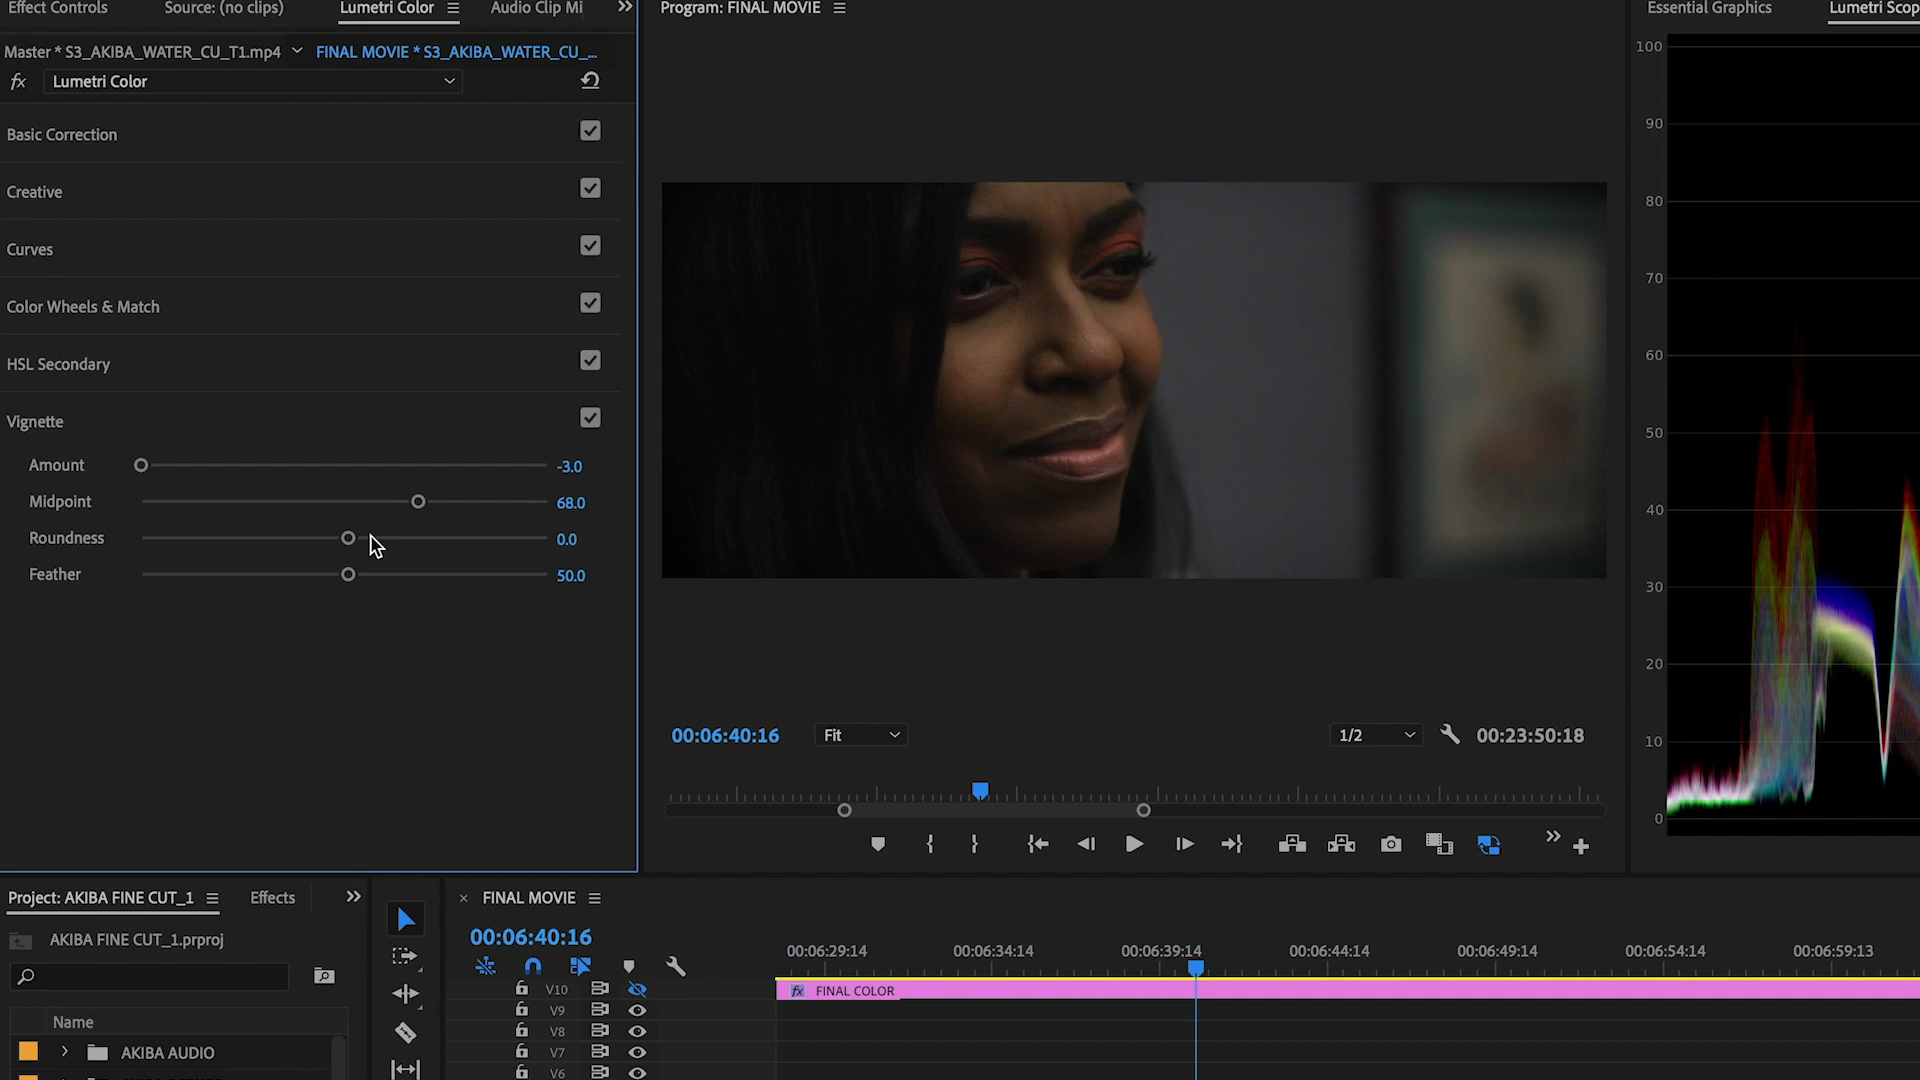 Effect Controls
Source: (no clips)
Lumetri Color
Audio Clip Mi
Program: FINAL MOVIE
Essential Graphics
Lumetri Scop
Master * S3_AKIBA_WATER_CU_T1.mp4
FINAL MOVIE * S3_AKIBA_WATER_CU_...
fx
Lumetri Color
Basic Correction
Creative
Curves
Color Wheels & Match
HSL Secondary
Vignette
Amount
-3.0
Midpoint
68.0
Roundness
0.0
Feather
50.0
100
90
80
70
60
50
40
30
20
10
0
00:06:40:16
Fit
1/2
00:23:50:18
Project: AKIBA FINE CUT_1
Effects
AKIBA FINE CUT_1.prproj
Name
AKIBA AUDIO
× FINAL MOVIE
00:06:40:16
00:06:29:14
00:06:34:14
00:06:39:14
00:06:44:14
00:06:49:14
00:06:54:14
00:06:59:13
V10
fx FINAL COLOR
V9
V8
V7
V6